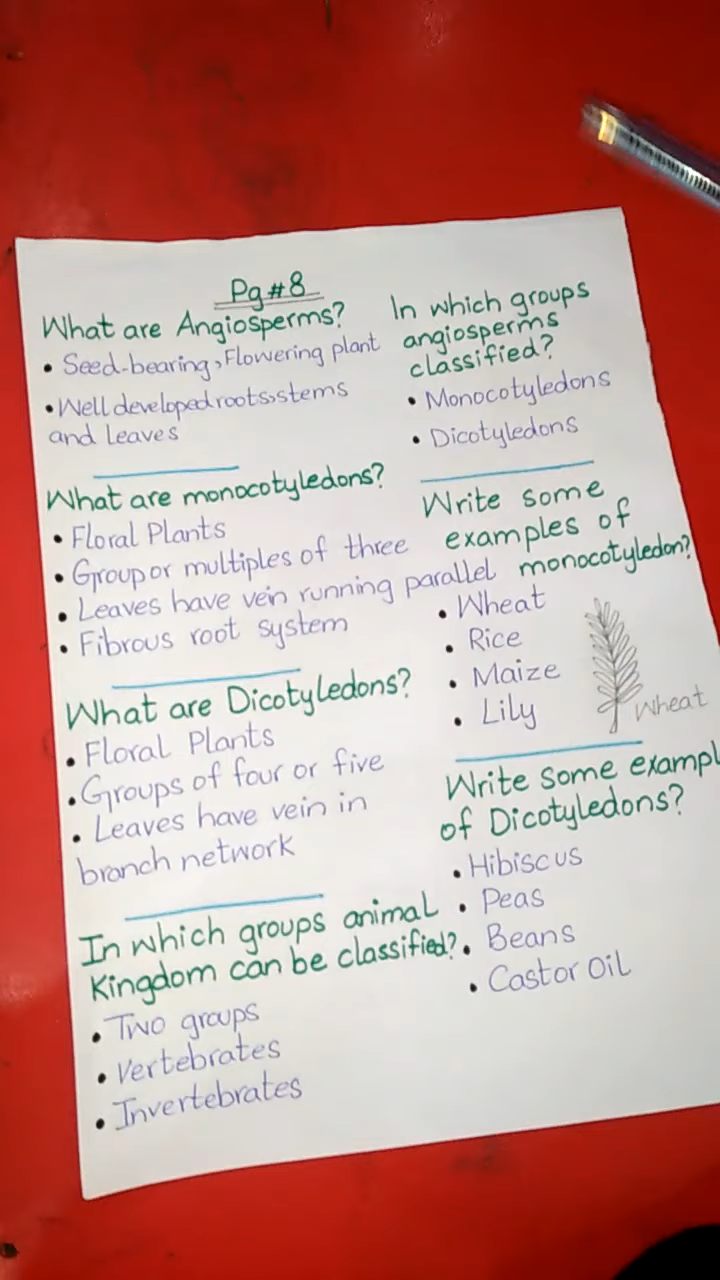 Pg#8
What are Angiosperms?
• Seed-bearing, Flowering plant
• Well developed roots, stems
and leaves
In which groups
angiosperms
classified?
• Monocotyledons
• Dicotyledons
What are monocotyledons?
• Floral Plants
• Group or multiples of three
• Leaves have vein running parallel
• Fibrous root system
Write some
examples of
monocotyledon?
• Wheat
• Rice
• Maize
• Lily
Wheat
What are Dicotyledons?
• Floral Plants
• Groups of four or five
• Leaves have vein in
branch network
Write some exampl
of Dicotyledons?
• Hibiscus
• Peas
• Beans
• Castor Oil
In which groups animal
Kingdom can be classified?
• Two groups
• Vertebrates
• Invertebrates